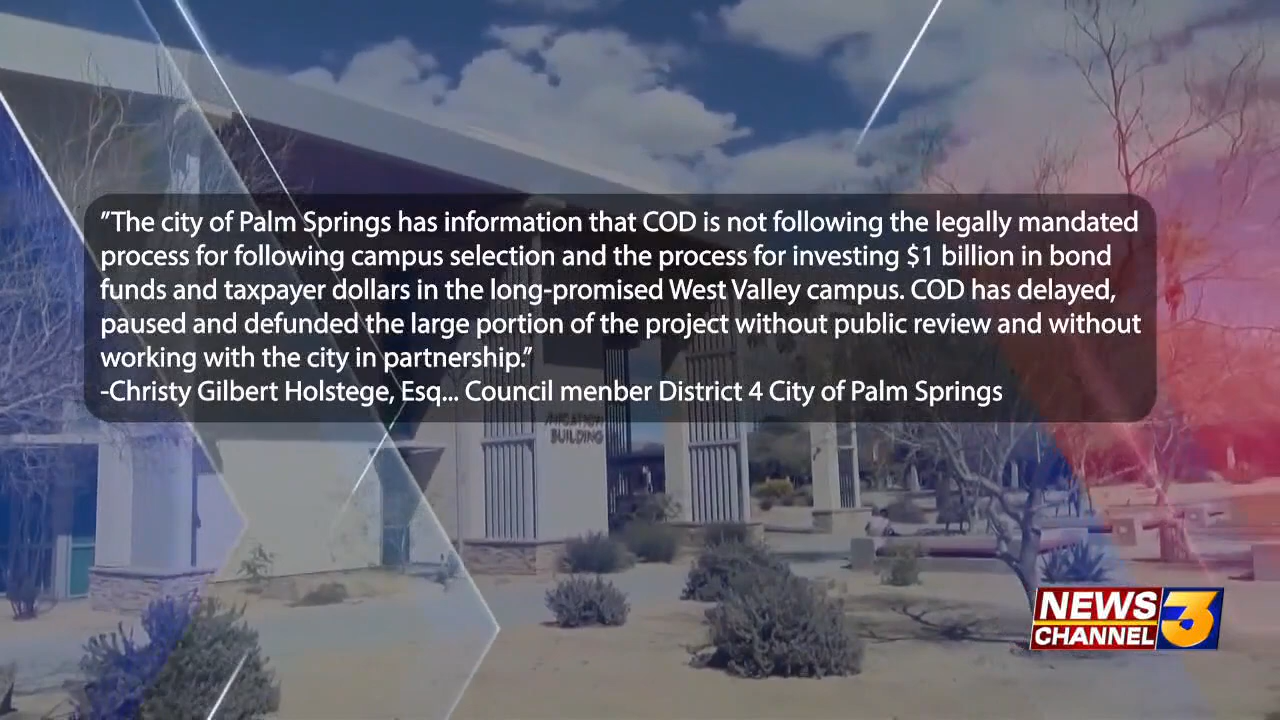 "The city of Palm Springs has information that COD is not following the legally mandated
process for following campus selection and the process for investing $1 billion in bond
funds and taxpayer dollars in the long-promised West Valley campus. COD has delayed,
paused and defunded the large portion of the project without public review and without
working with the city in partnership."
-Christy Gilbert Holstege, Esq... Council menber District 4 City of Palm Springs
BUILDING
NEWS
CHANNEL 3